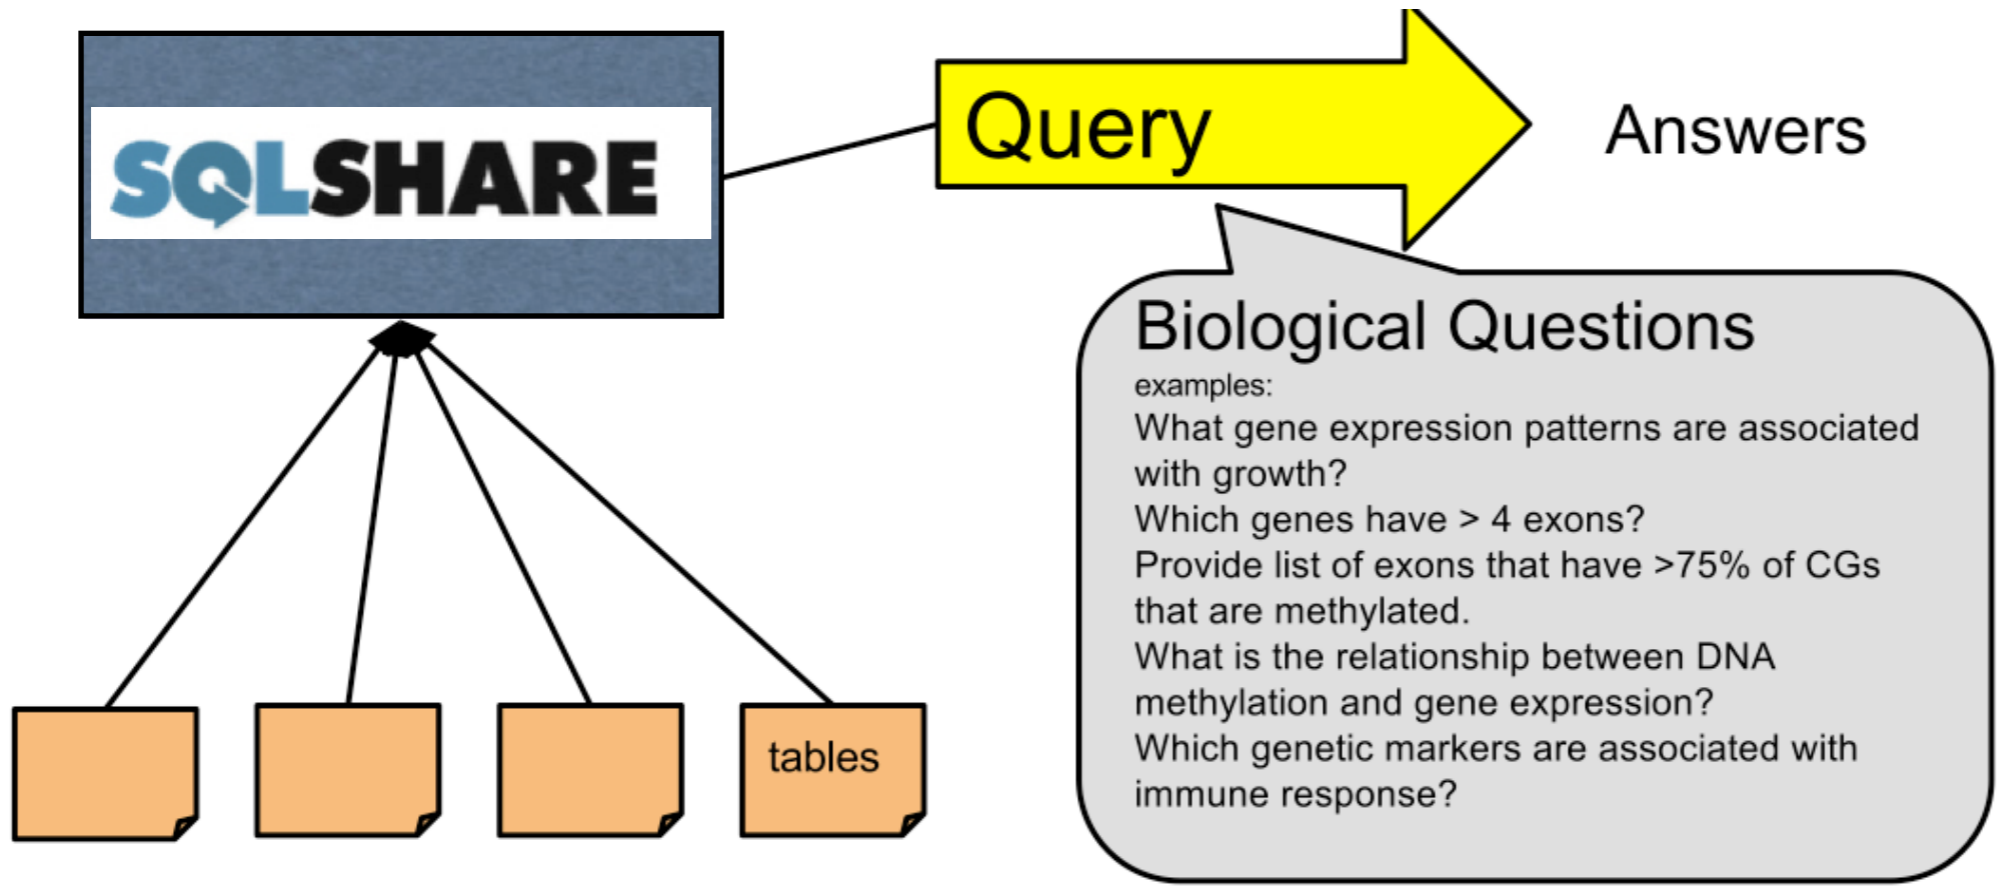 SQLSHARE
Query
Answers
Biological Questions
examples:
What gene expression patterns are associated
with growth?
Which genes have > 4 exons?
Provide list of exons that have >75% of CGs
that are methylated.
What is the relationship between DNA
methylation and gene expression?
Which genetic markers are associated with
immune response?
tables